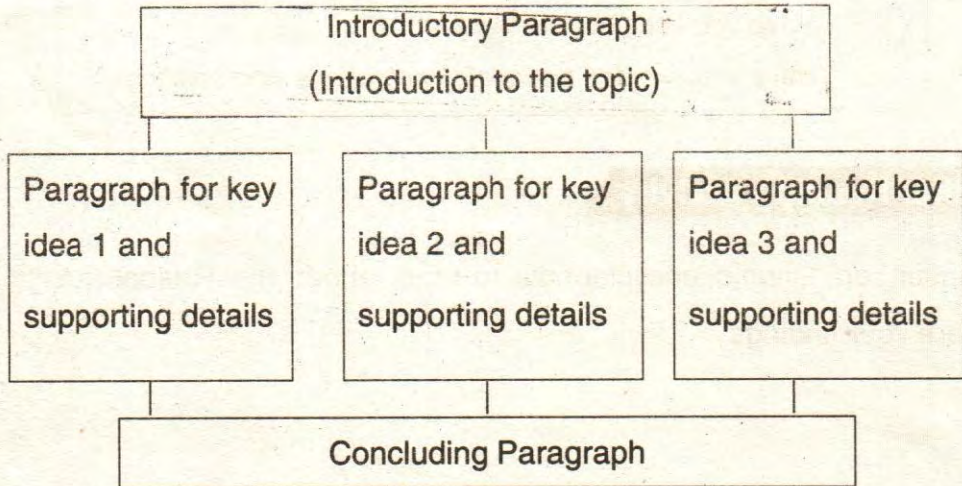 Introductory Paragraph
(Introduction to the topic)
Paragraph for key
idea 1 and
supporting details
Paragraph for key
idea 2 and
supporting details
Paragraph for key
idea 3 and
supporting details
Concluding Paragraph